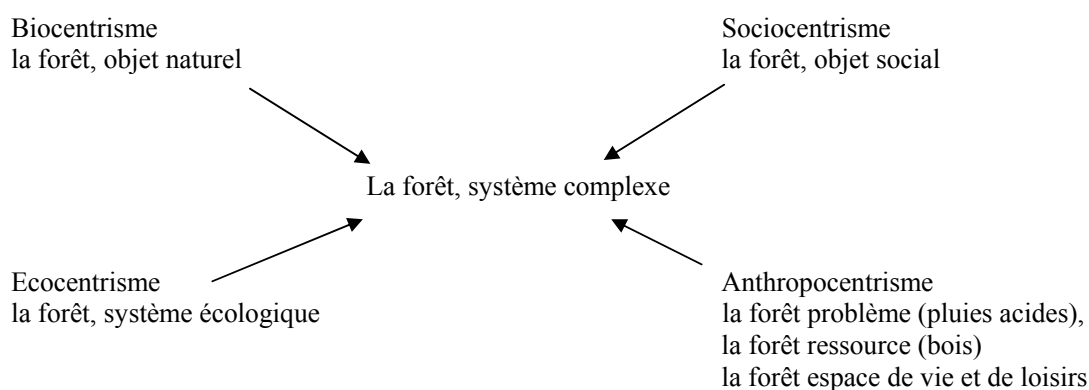 Biocentrisme
la forêt, objet naturel
Sociocentrisme
la forêt, objet social
La forêt, système complexe
Ecocentrisme
la forêt, système écologique
Anthropocentrisme
la forêt problème (pluies acides),
la forêt ressource (bois)
la forêt espace de vie et de loisirs